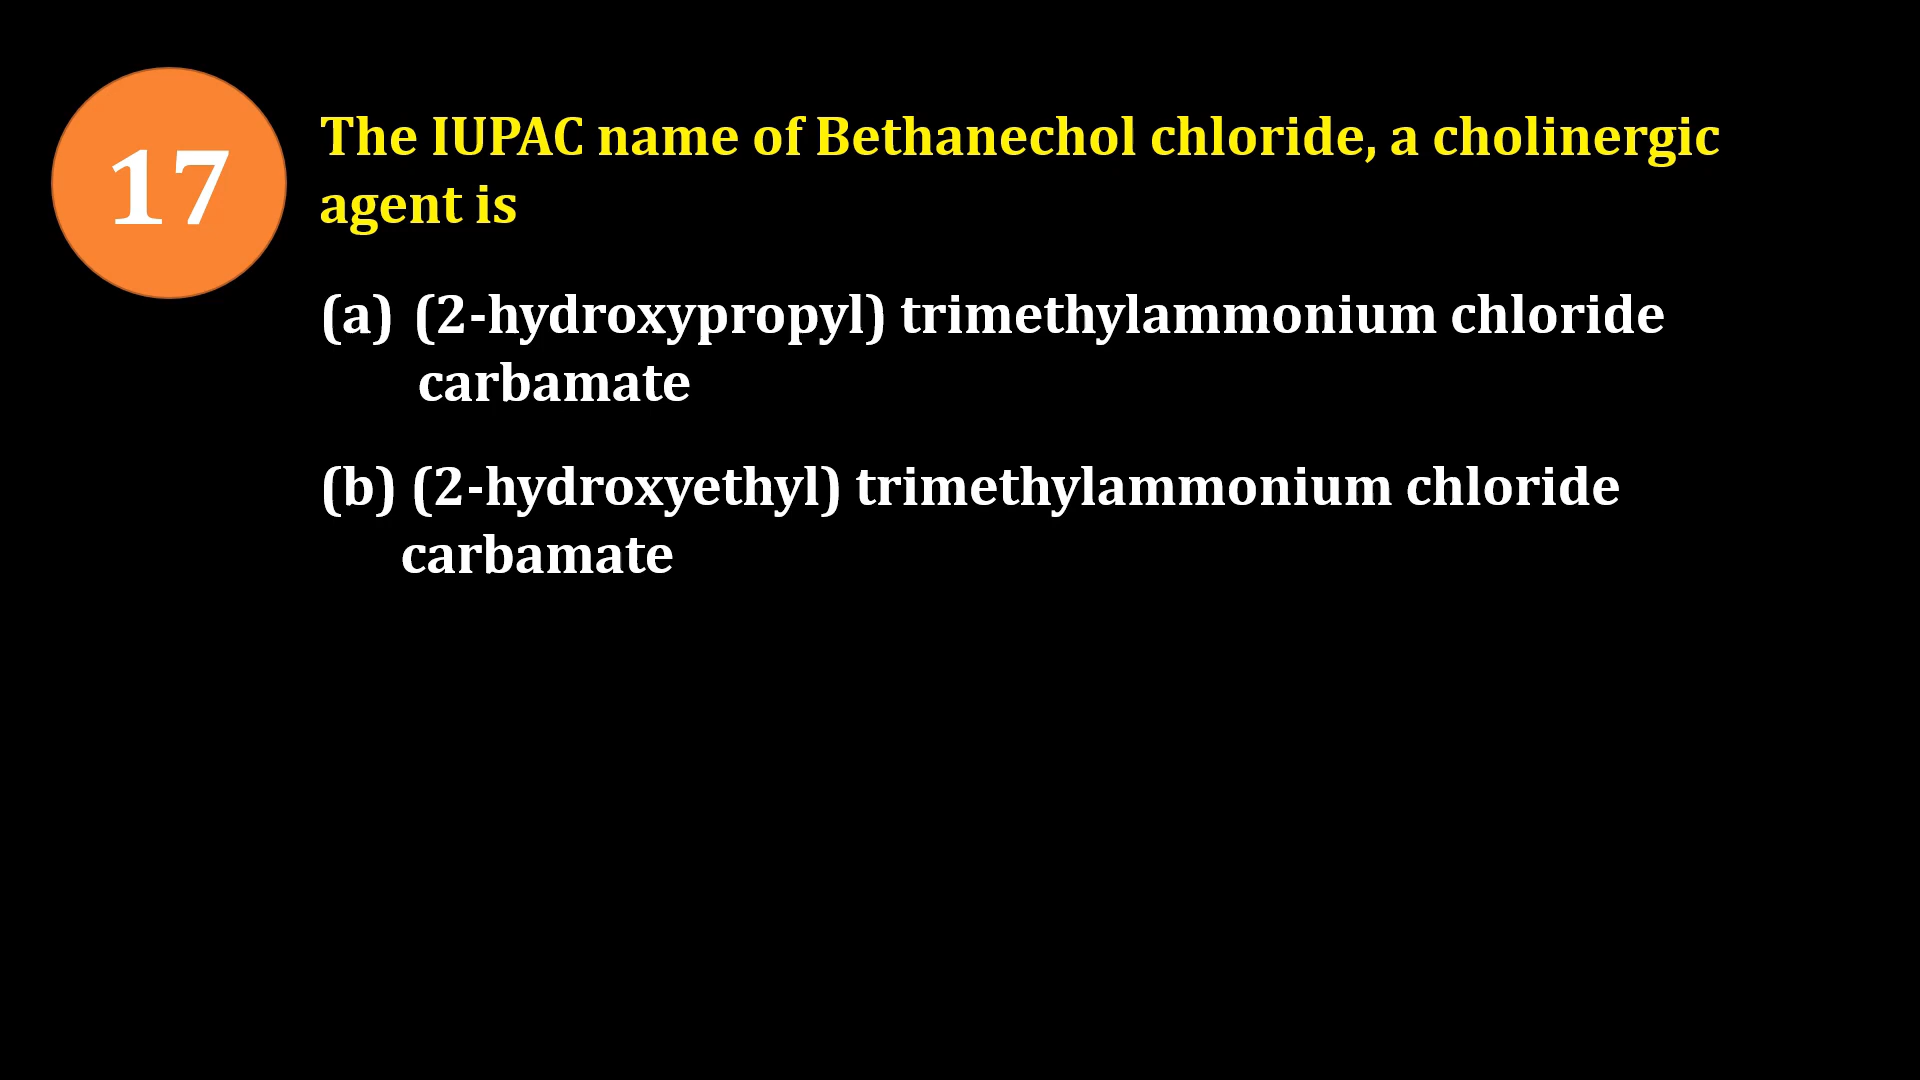 17
The IUPAC name of Bethanechol chloride, a cholinergic
agent is
(a) (2-hydroxypropyl) trimethylammonium chloride
carbamate
(b) (2-hydroxyethyl) trimethylammonium chloride
carbamate